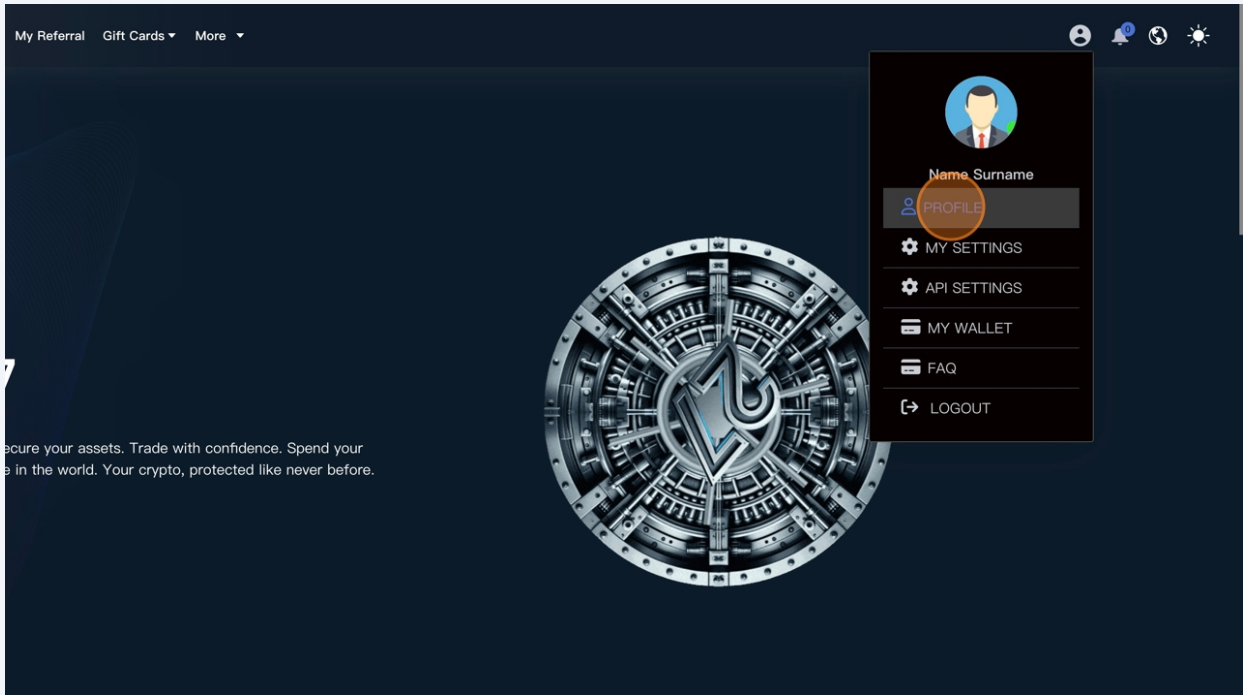 My Referral Gift Cards More
0
Name Surname
PROFILE
MY SETTINGS
API SETTINGS
MY WALLET
FAQ
LOGOUT
your assets. Trade with confidence. Spend your
in the world. Your crypto, protected like never before.